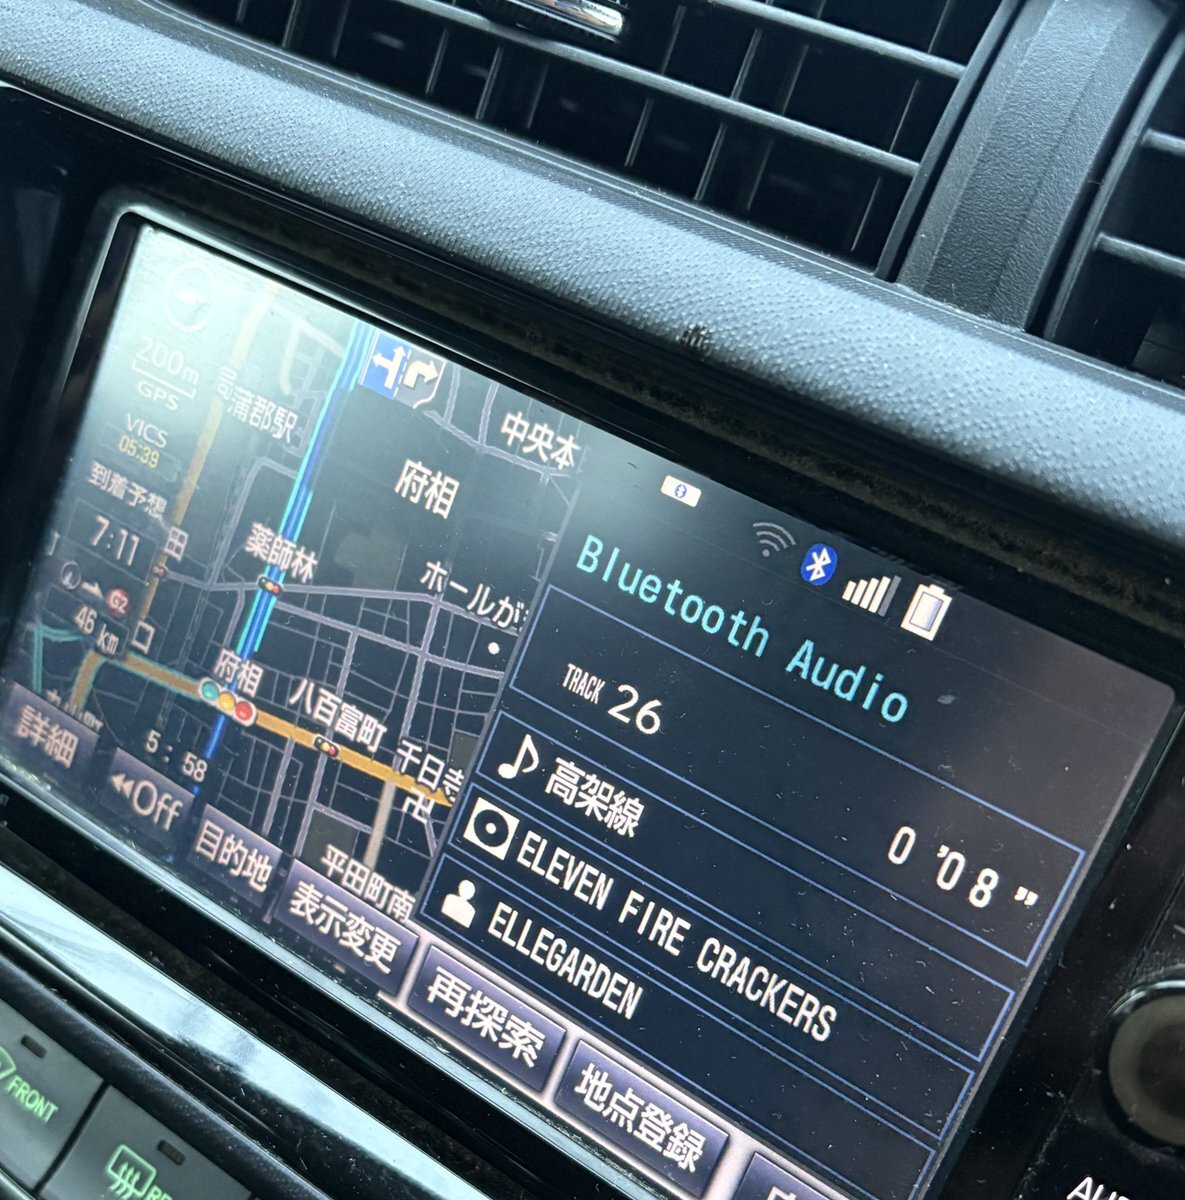 200m
GPS
VICS
05:39
到着予想
7:11
46 km
G2
蒲郡駅
中央本
府相
薬師林
ホールが
府相
八百富町
千日寺
平田町南
5:58
詳細
◀◀Off
目的地
表示変更
再探索
地点登録
Bluetooth Audio
TRACK 26
♪ 高架線
0 '08 "
ELEVEN FIRE CRACKERS
ELLEGARDEN
FRONT